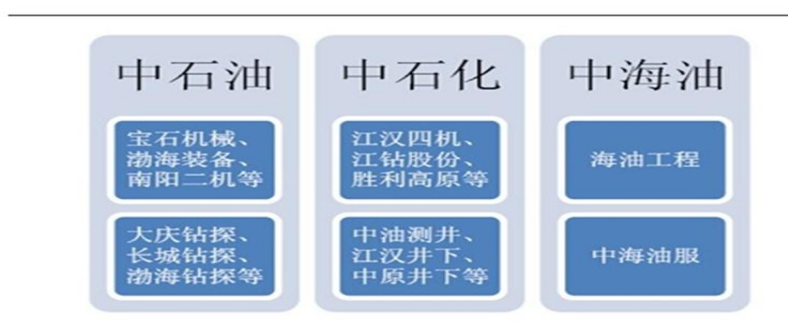 中石油
宝石机械、
渤海装备、
南阳二机等
大庆钻探、
长城钻探、
渤海钻探等
中石化
江汉四机、
江钻股份、
胜利高原等
中油测井、
江汉井下、
中原井下等
中海油
海油工程
中海油服